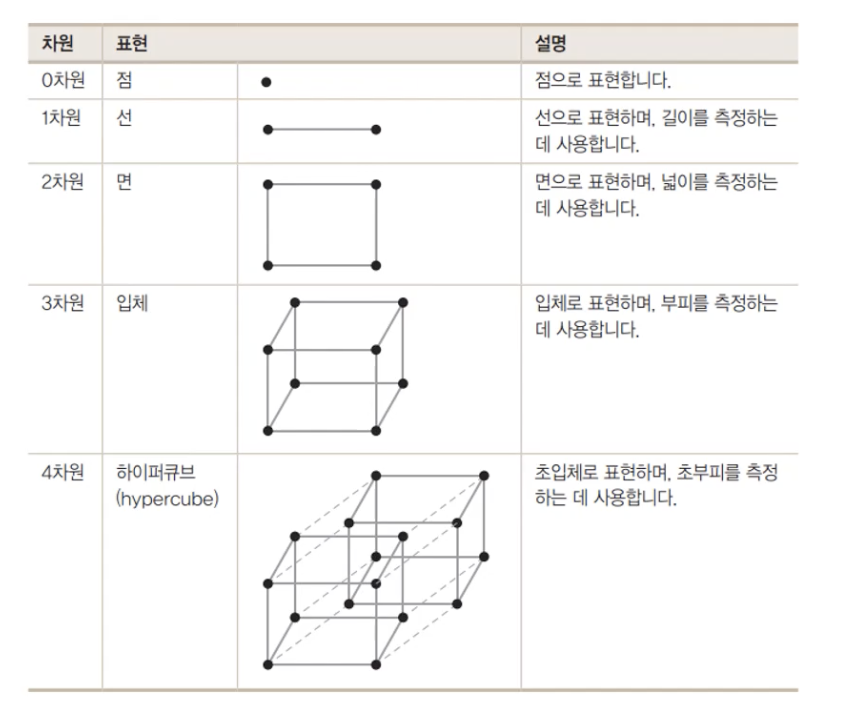 차원 표현 설명
0차원 점 점으로 표현합니다.
1차원 선 선으로 표현하며, 길이를 측정하는
데 사용합니다.
2차원 면 면으로 표현하며, 넓이를 측정하는
데 사용합니다.
3차원 입체 입체로 표현하며, 부피를 측정하는
데 사용합니다.
4차원 하이퍼큐브 초입체로 표현하며, 초부피를 측정
(hypercube) 하는 데 사용합니다.